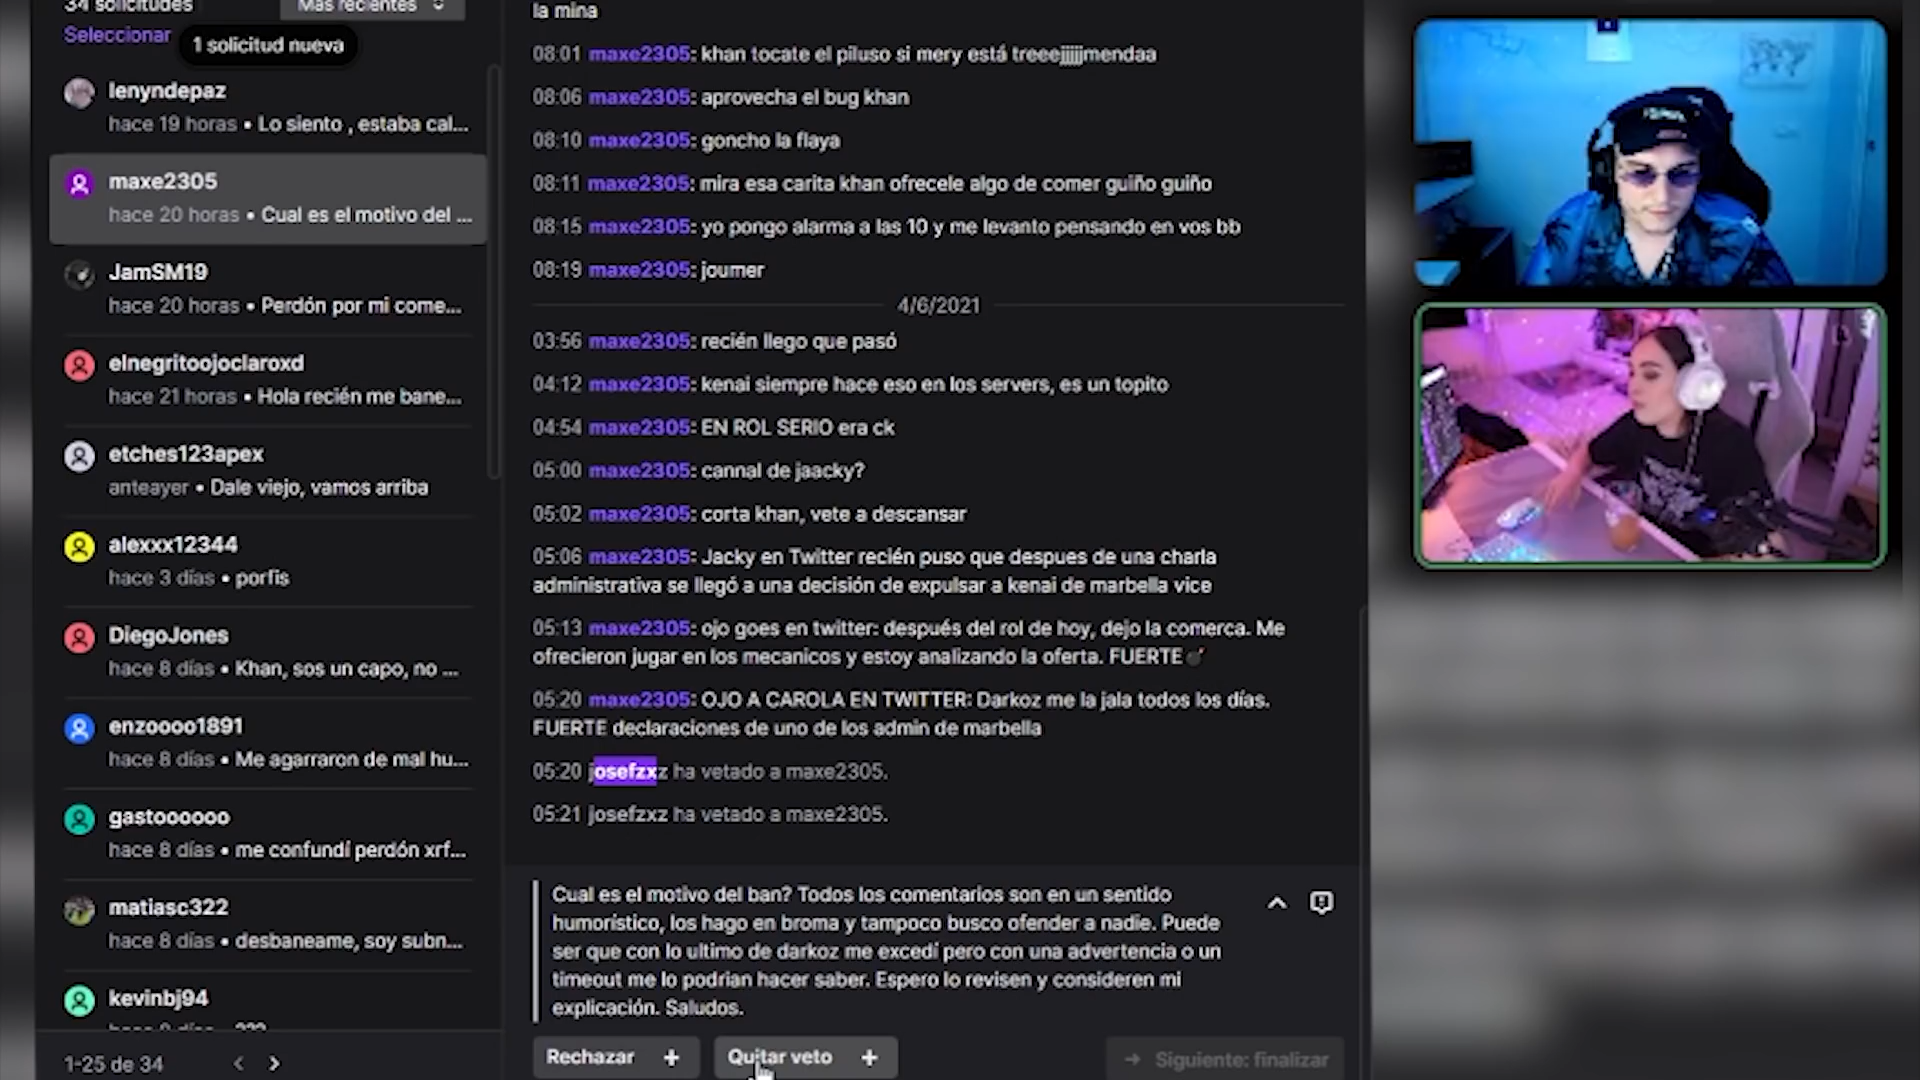 34 solicitudes
Más recientes
Seleccionar
1 solicitud nueva
lenyndepaz
hace 19 horas • Lo siento , estaba cal...
maxe2305
hace 20 horas • Cual es el motivo del ...
JamSM19
hace 20 horas • Perdón por mi come...
elnegritoojoclaroxd
hace 21 horas • Hola recién me bane...
etches123apex
anteayer • Dale viejo, vamos arriba
alexxx12344
hace 3 días • porfis
DiegoJones
hace 8 días • Khan, sos un capo, no ...
enzoooo1891
hace 8 días • Me agarraron de mal hu...
gastoooooo
hace 8 días • me confundí perdón xrf...
matiasc322
hace 8 días • desbaneame, soy subn...
kevinbj94
hace 8 días • ???
1-25 de 34
la mina
08:01 maxe2305: khan tocate el piluso si mery está treeejjjjjmendaa
08:06 maxe2305: aprovecha el bug khan
08:10 maxe2305: goncho la flaya
08:11 maxe2305: mira esa carita khan ofrecele algo de comer guiño guiño
08:15 maxe2305: yo pongo alarma a las 10 y me levanto pensando en vos bb
08:19 maxe2305: joumer
4/6/2021
03:56 maxe2305: recién llego que pasó
04:12 maxe2305: kenai siempre hace eso en los servers, es un topito
04:54 maxe2305: EN ROL SERIO era ck
05:00 maxe2305: cannal de jaacky?
05:02 maxe2305: corta khan, vete a descansar
05:06 maxe2305: Jacky en Twitter recién puso que despues de una charla
administrativa se llegó a una decisión de expulsar a kenai de marbella vice
05:13 maxe2305: ojo goes en twitter: después del rol de hoy, dejo la comerca. Me
ofrecieron jugar en los mecanicos y estoy analizando la oferta. FUERTE💣
05:20 maxe2305: OJO A CAROLA EN TWITTER: Darkoz me la jala todos los días.
FUERTE declaraciones de uno de los admin de marbella
05:20 josefzxz ha vetado a maxe2305.
05:21 josefzxz ha vetado a maxe2305.
Cual es el motivo del ban? Todos los comentarios son en un sentido
humorístico, los hago en broma y tampoco busco ofender a nadie. Puede
ser que con lo ultimo de darkoz me excedí pero con una advertencia o un
timeout me lo podrian hacer saber. Espero lo revisen y consideren mi
explicación. Saludos.
Rechazar +
Quitar veto +
→ Siguiente: finalizar